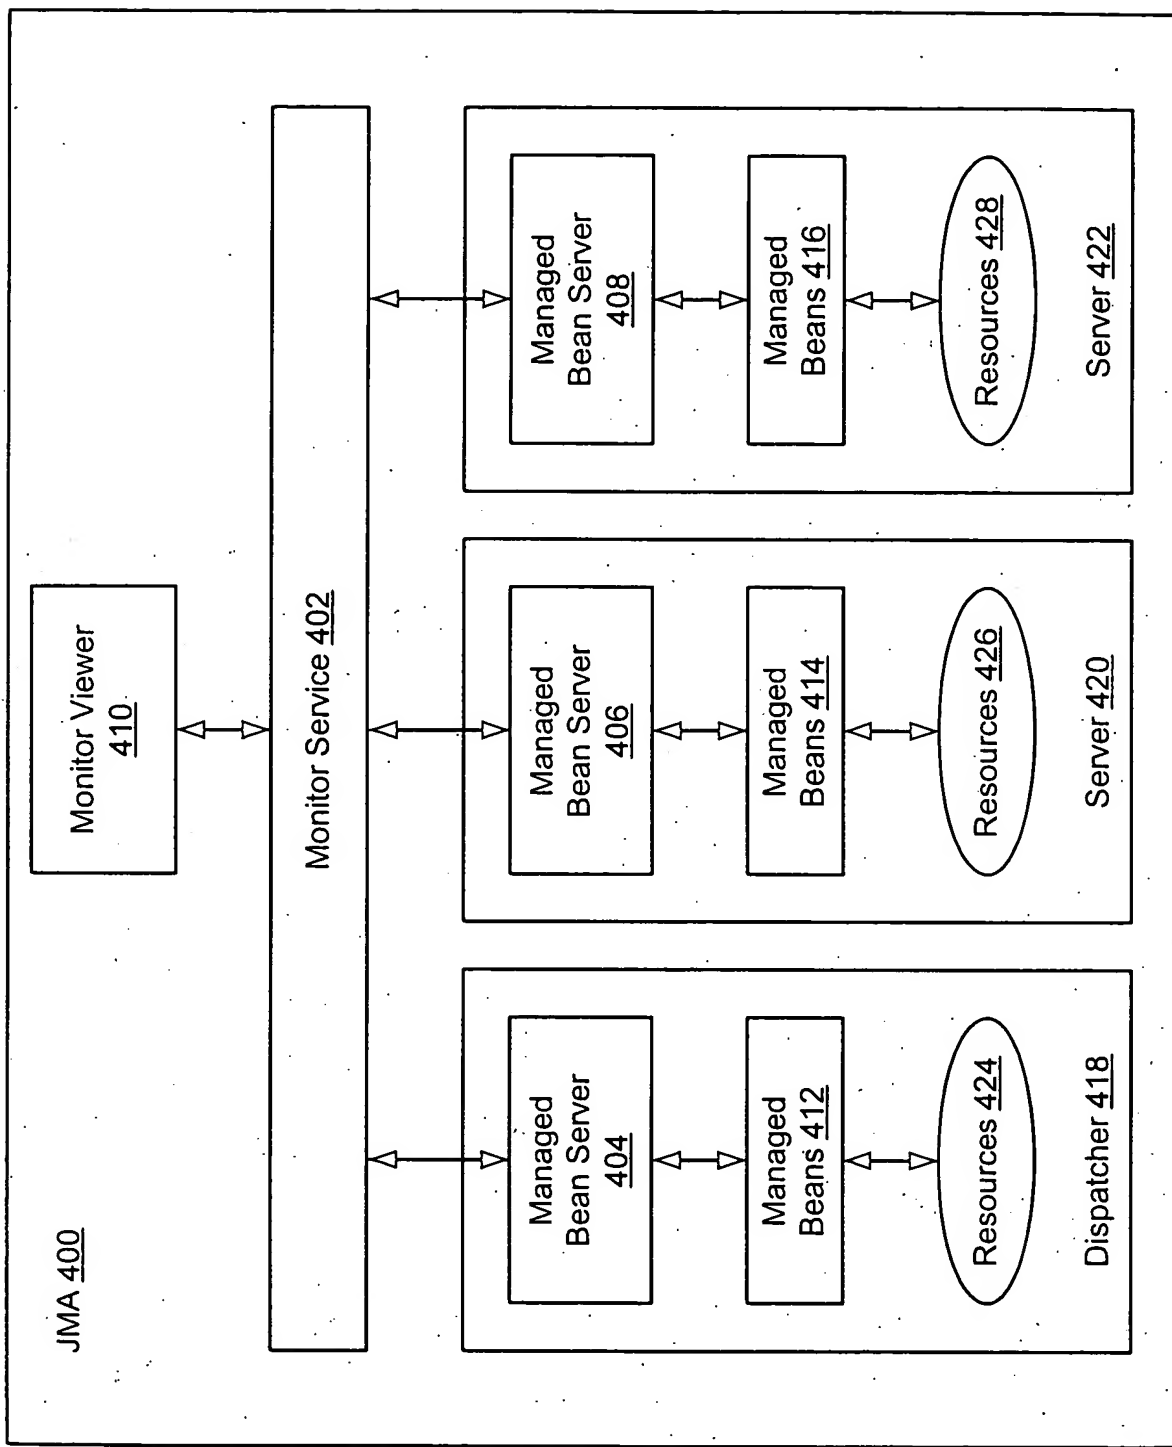 JMA 400
Monitor Viewer
410
Monitor Service 402
Managed
Bean Server
404
Managed
Beans 412
Resources 424
Dispatcher 418
Managed
Bean Server
406
Managed
Beans 414
Resources 426
Server 420
Managed
Bean Server
408
Managed
Beans 416
Resources 428
Server 422